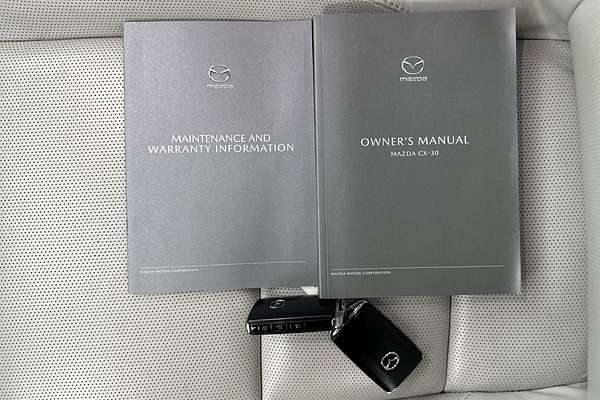 mazda
MAINTENANCE AND
WARRANTY INFORMATION
MAZDA MOTOR CORPORATION
mazda
OWNER'S MANUAL
MAZDA CX-30
MAZDA MOTOR CORPORATION